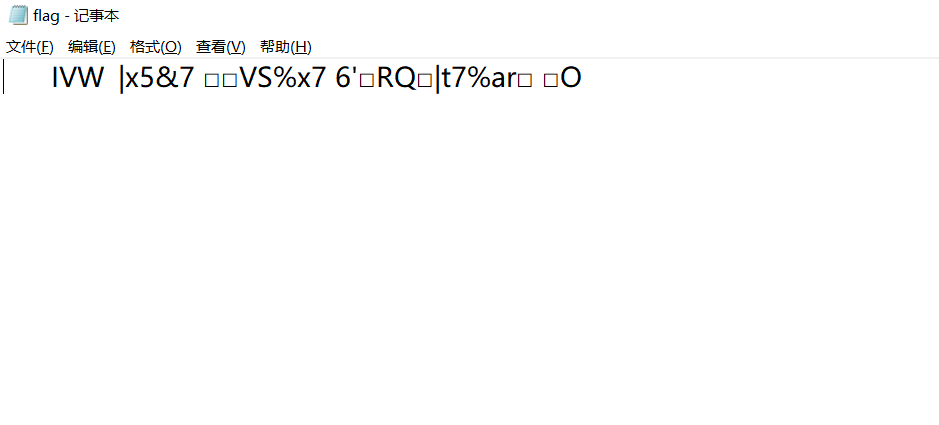 flag - 记事本
文件(F) 编辑(E) 格式(O) 查看(V) 帮助(H)
IVW |x5&7 □□VS%x7 6'□RQ□|t7%ar□ □O